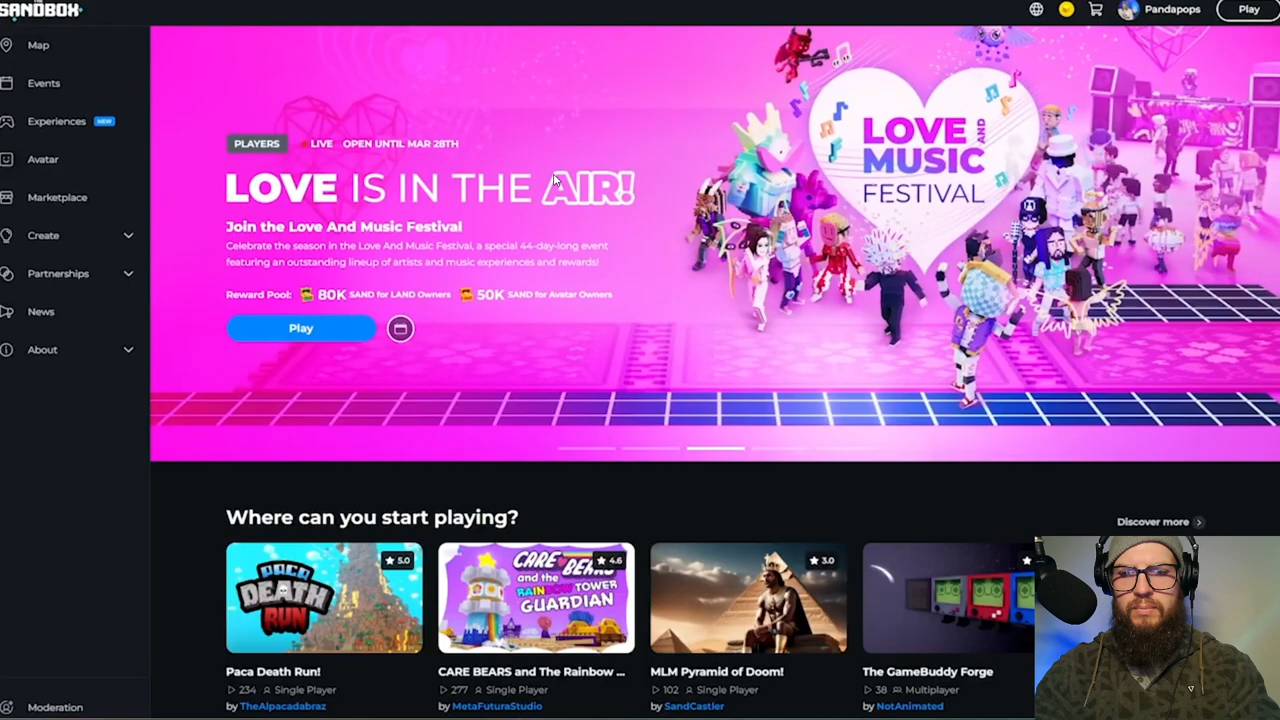 THE
SANDBOX
Pandapops
Play
Map
Events
Experiences NEW
Avatar
Marketplace
Create
Partnerships
News
About
Moderation
PLAYERS LIVE OPEN UNTIL MAR 28TH
LOVE IS IN THE AIR!
Join the Love And Music Festival
Celebrate the season in the Love And Music Festival, a special 44-day-long event
featuring an outstanding lineup of artists and music experiences and rewards!
Reward Pool: 80K SAND for LAND Owners 50K SAND for Avatar Owners
Play
LOVE AND
MUSIC
FESTIVAL
Where can you start playing?
Discover more
PACA
DEATH
RUN
5.0
Paca Death Run!
234 Single Player
by TheAlpacadabraz
CARE BEARS
and the
RAINBOW TOWER
GUARDIAN
4.6
CARE BEARS and The Rainbow ...
277 Single Player
by MetaFuturaStudio
3.0
MLM Pyramid of Doom!
102 Single Player
by SandCastler
The GameBuddy Forge
38 Multiplayer
by NotAnimated